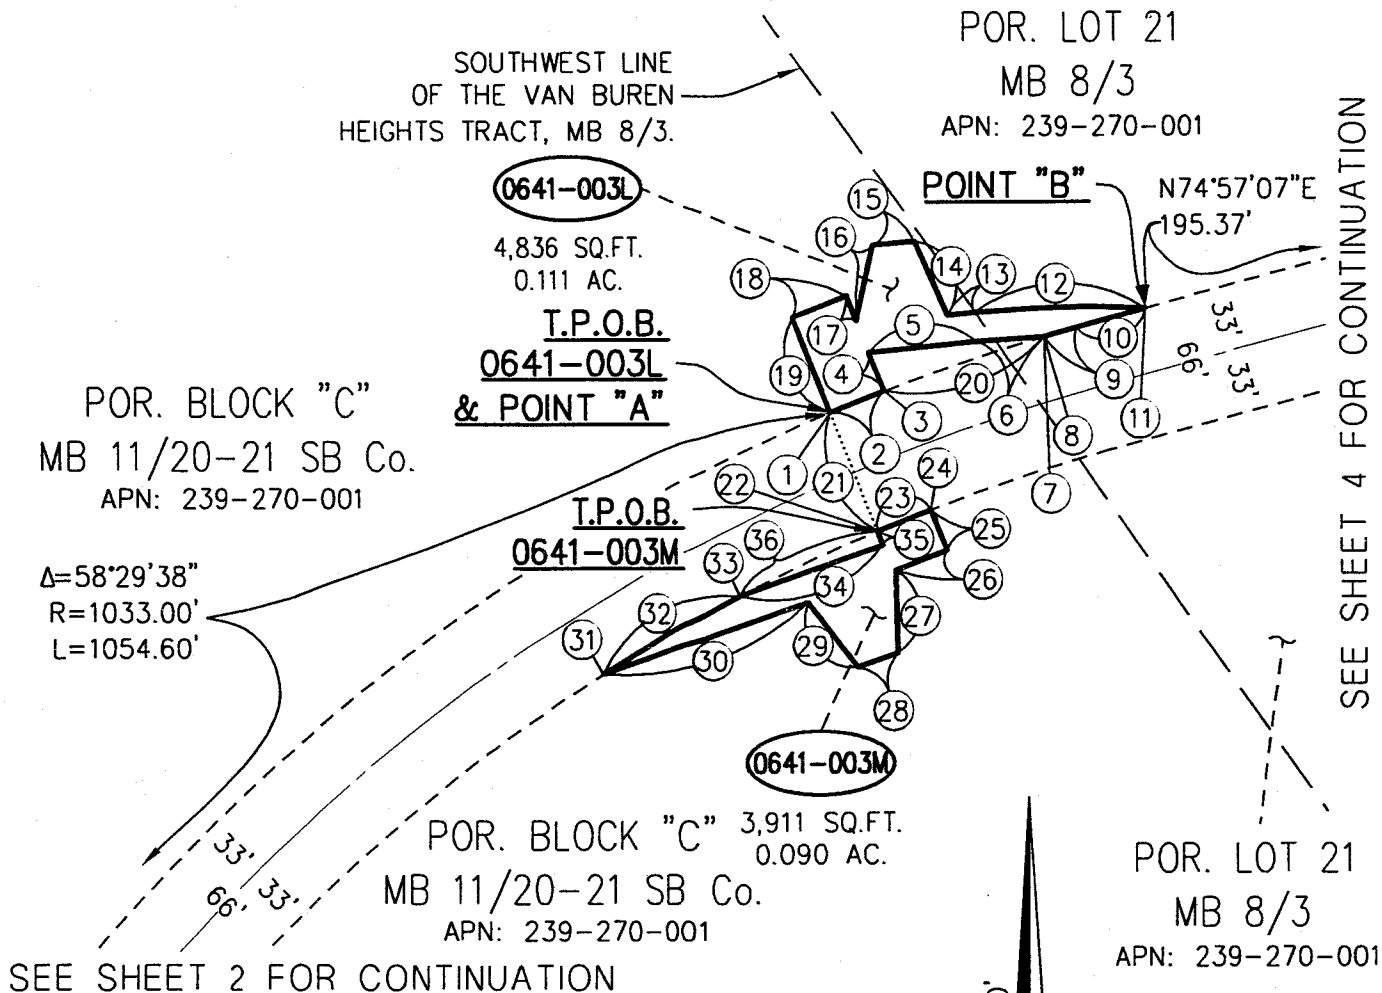 POR. LOT 21
MB 8/3
APN: 239-270-001
SOUTHWEST LINE
OF THE VAN BUREN
HEIGHTS TRACT, MB 8/3.
0641-003L
4,836 SQ.FT.
0.111 AC.
POINT "B"
N74°57'07"E
195.37'
SEE SHEET 4 FOR CONTINUATION
15
16
18
17
14
13
12
5
4
19
20
3
6
9
10
11
8
7
2
1
21
33'
66'
33'
T.P.O.B.
0641-003L
& POINT "A"
POR. BLOCK "C"
MB 11/20-21 SB Co.
APN: 239-270-001
Δ=58°29'38"
R=1033.00'
L=1054.60'
22
23
24
25
26
27
28
29
30
31
32
33
34
35
36
T.P.O.B.
0641-003M
0641-003M
3,911 SQ.FT.
0.090 AC.
POR. BLOCK "C"
MB 11/20-21 SB Co.
APN: 239-270-001
33'
66'
33'
POR. LOT 21
MB 8/3
APN: 239-270-001
SEE SHEET 2 FOR CONTINUATION